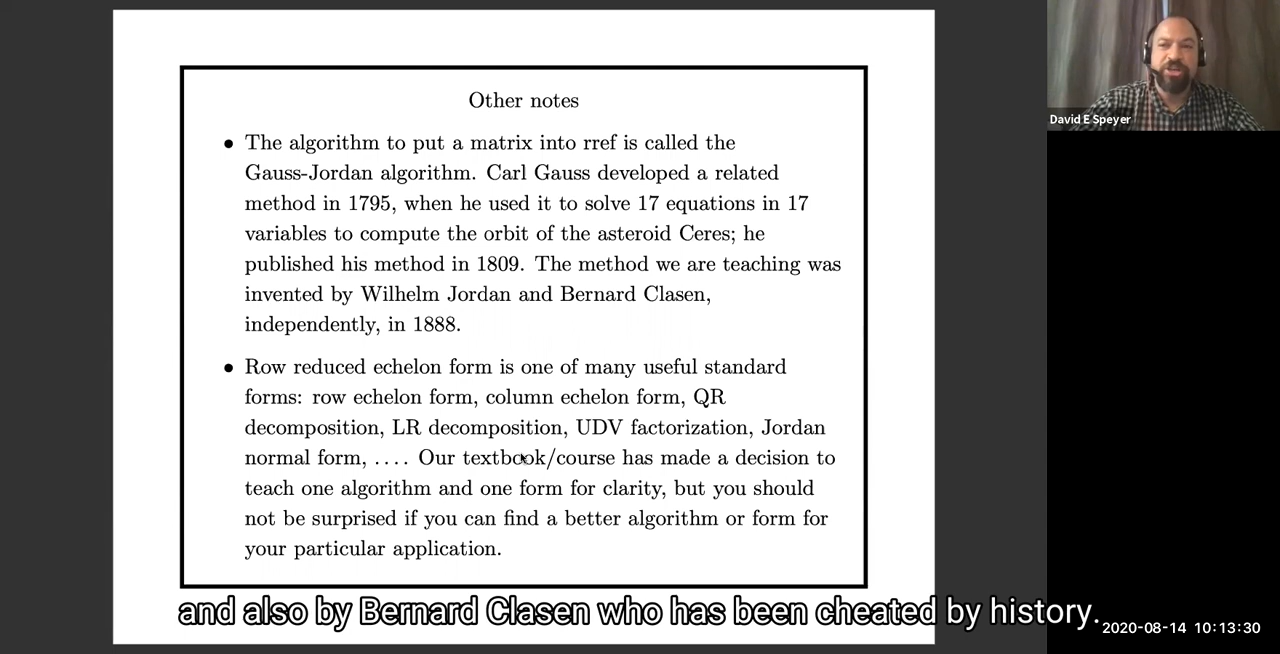 Other notes
• The algorithm to put a matrix into rref is called the
Gauss-Jordan algorithm. Carl Gauss developed a related
method in 1795, when he used it to solve 17 equations in 17
variables to compute the orbit of the asteroid Ceres; he
published his method in 1809. The method we are teaching was
invented by Wilhelm Jordan and Bernard Clasen,
independently, in 1888.
• Row reduced echelon form is one of many useful standard
forms: row echelon form, column echelon form, QR
decomposition, LR decomposition, UDV factorization, Jordan
normal form, .... Our textbook/course has made a decision to
teach one algorithm and one form for clarity, but you should
not be surprised if you can find a better algorithm or form for
your particular application.
and also by Bernard Clasen who has been cheated by history.
David E Speyer
2020-08-14 10:13:30